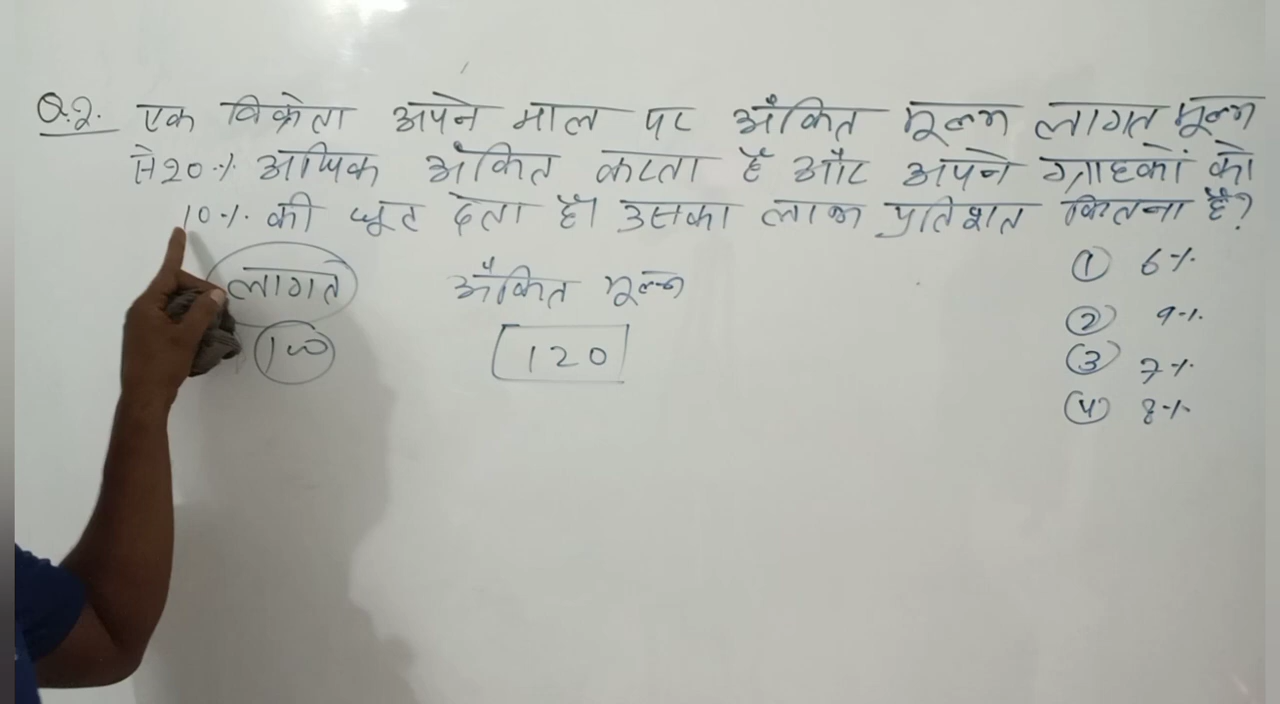 Q.2. एक विक्रेता अपने माल पर अंकित मूल्य लागत मूल्य
से 20% अधिक अंकित करता है और अपने ग्राहकों को
10% की छूट देता है। उसका लाभ प्रतिशत कितना है?
① 6%
② 9%
③ 7%
④ 8%
लागत अंकित मूल्य
100 120